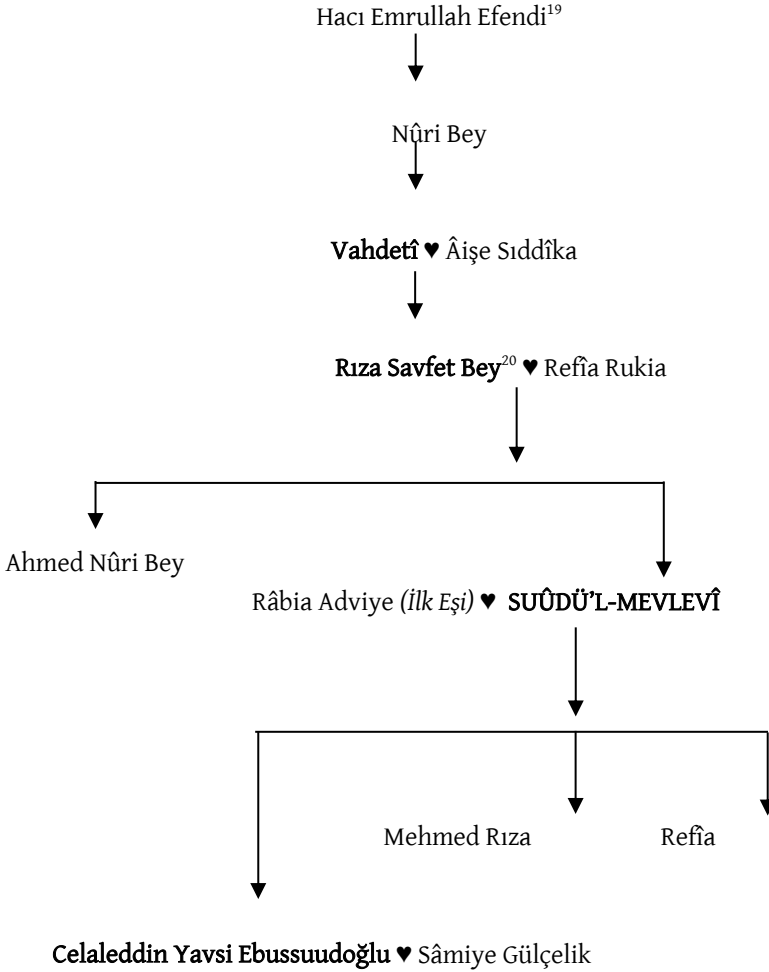 Hacı Emrullah Efendi¹⁹
Nûri Bey
Vahdetî ♥ Âişe Sıddîka
Rıza Savfet Bey²⁰ ♥ Refîa Rukia
Ahmed Nûri Bey
Râbia Adviye (İlk Eşi) ♥ SUÛDÜ’L-MEVLEVÎ
Mehmed Rıza Refîa
Celaleddin Yavsi Ebussuudoğlu ♥ Sâmiye Gülçelik